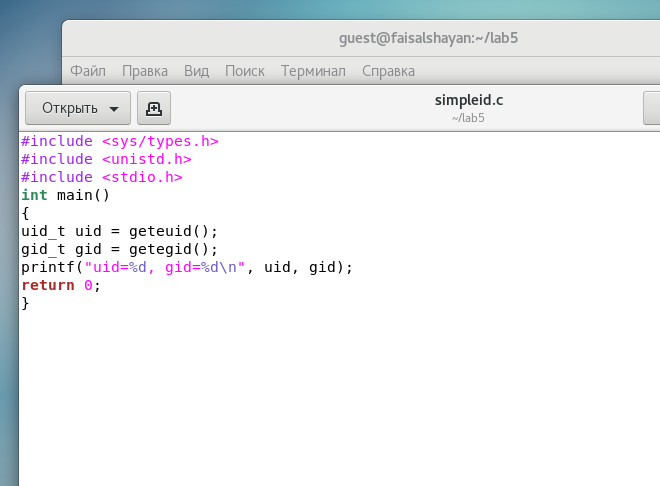 guest@faisalshayan:~/lab5
Файл Правка Вид Поиск Терминал Справка
Открыть
simpleid.c
~/lab5
#include <sys/types.h>
#include <unistd.h>
#include <stdio.h>
int main()
{
uid_t uid = geteuid();
gid_t gid = getegid();
printf("uid=%d, gid=%d\n", uid, gid);
return 0;
}